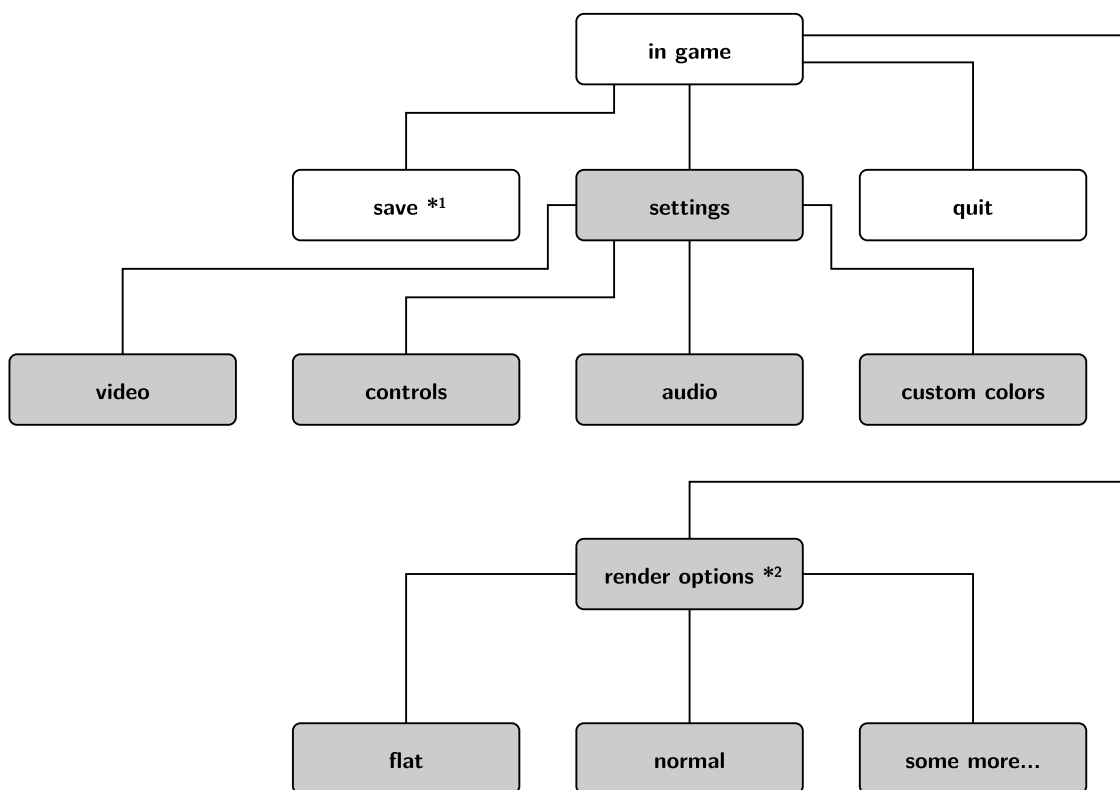 in game
save *1
settings
quit
video
controls
audio
custom colors
render options *2
flat
normal
some more...